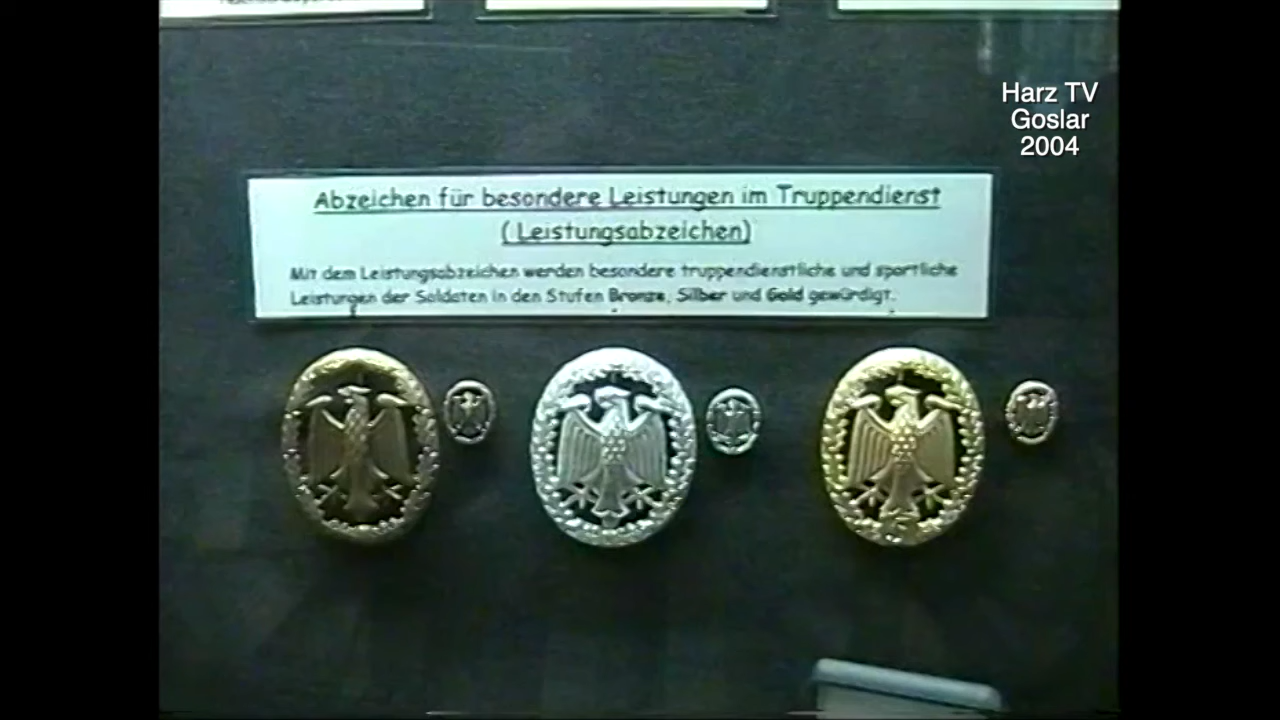 Harz TV
Goslar
2004
Abzeichen für besondere Leistungen im Truppendienst
( Leistungsabzeichen)
Mit dem Leistungsabzeichen werden besondere truppendienstliche und sportliche
Leistungen der Soldaten in den Stufen Bronze, Silber und Gold gewürdigt.